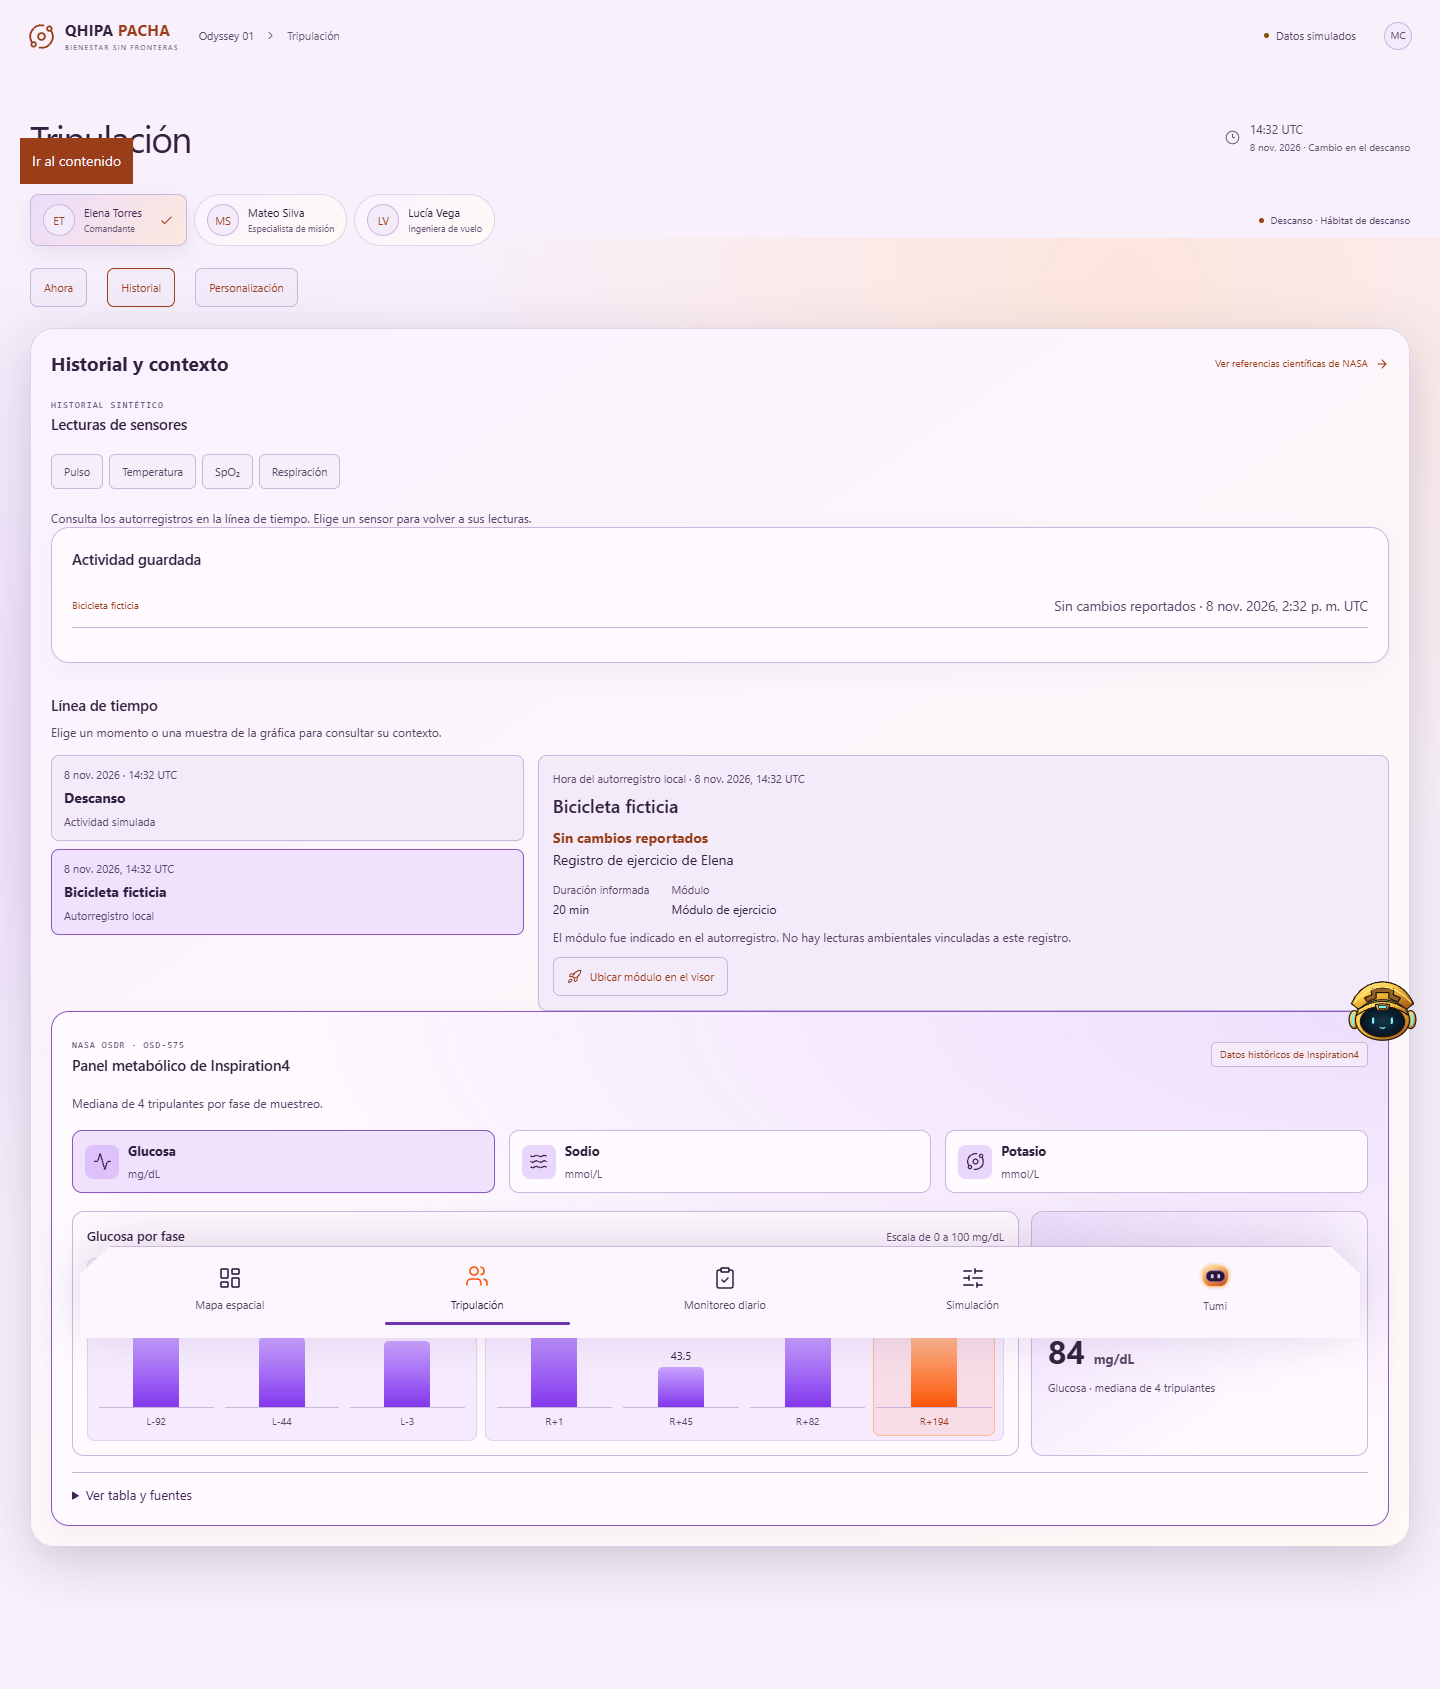 QHIPA PACHA
BIENESTAR SIN FRONTERAS
Odyssey 01
Tripulación
Datos simulados
MC
Tripulación
Ir al contenido
14:32 UTC
8 nov. 2026 · Cambio en el descanso
ET
Elena Torres
Comandante
MS
Mateo Silva
Especialista de misión
LV
Lucía Vega
Ingeniera de vuelo
Descanso · Hábitat de descanso
Ahora
Historial
Personalización
Historial y contexto
Ver referencias científicas de NASA
HISTORIAL SINTÉTICO
Lecturas de sensores
Pulso
Temperatura
SpO₂
Respiración
Consulta los autorregistros en la línea de tiempo. Elige un sensor para volver a sus lecturas.
Actividad guardada
Bicicleta ficticia
Sin cambios reportados · 8 nov. 2026, 2:32 p. m. UTC
Línea de tiempo
Elige un momento o una muestra de la gráfica para consultar su contexto.
8 nov. 2026 · 14:32 UTC
Descanso
Actividad simulada
8 nov. 2026, 14:32 UTC
Bicicleta ficticia
Autorregistro local
Hora del autorregistro local · 8 nov. 2026, 14:32 UTC
Bicicleta ficticia
Sin cambios reportados
Registro de ejercicio de Elena
Duración informada
Módulo
20 min
Módulo de ejercicio
El módulo fue indicado en el autorregistro. No hay lecturas ambientales vinculadas a este registro.
Ubicar módulo en el visor
NASA OSDR · OSD-575
Panel metabólico de Inspiration4
Datos históricos de Inspiration4
Mediana de 4 tripulantes por fase de muestreo.
Glucosa
mg/dL
Sodio
mmol/L
Potasio
mmol/L
Glucosa por fase
Escala de 0 a 100 mg/dL
Mapa espacial
Tripulación
Monitoreo diario
Simulación
Tumi
43.5
L-92
L-44
L-3
R+1
R+45
R+82
R+194
84 mg/dL
Glucosa · mediana de 4 tripulantes
Ver tabla y fuentes